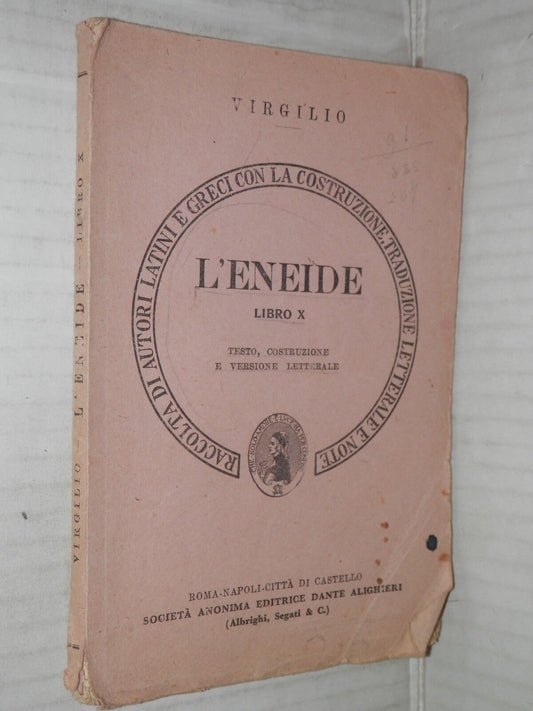 VIRGILIO
RACCOLTA DI AUTORI LATINI E GRECI CON LA COSTRUZIONE, TRADUZIONE LETTERALE E NOTE
L'ENEIDE
LIBRO X
TESTO, COSTRUZIONE
E VERSIONE LETTERALE
ROMA-NAPOLI-CITTÀ DI CASTELLO
SOCIETÀ ANONIMA EDITRICE DANTE ALIGHIERI
(Albrighi, Segati & C.)
VIRGILIO — L'ENEIDE — LIBRO X